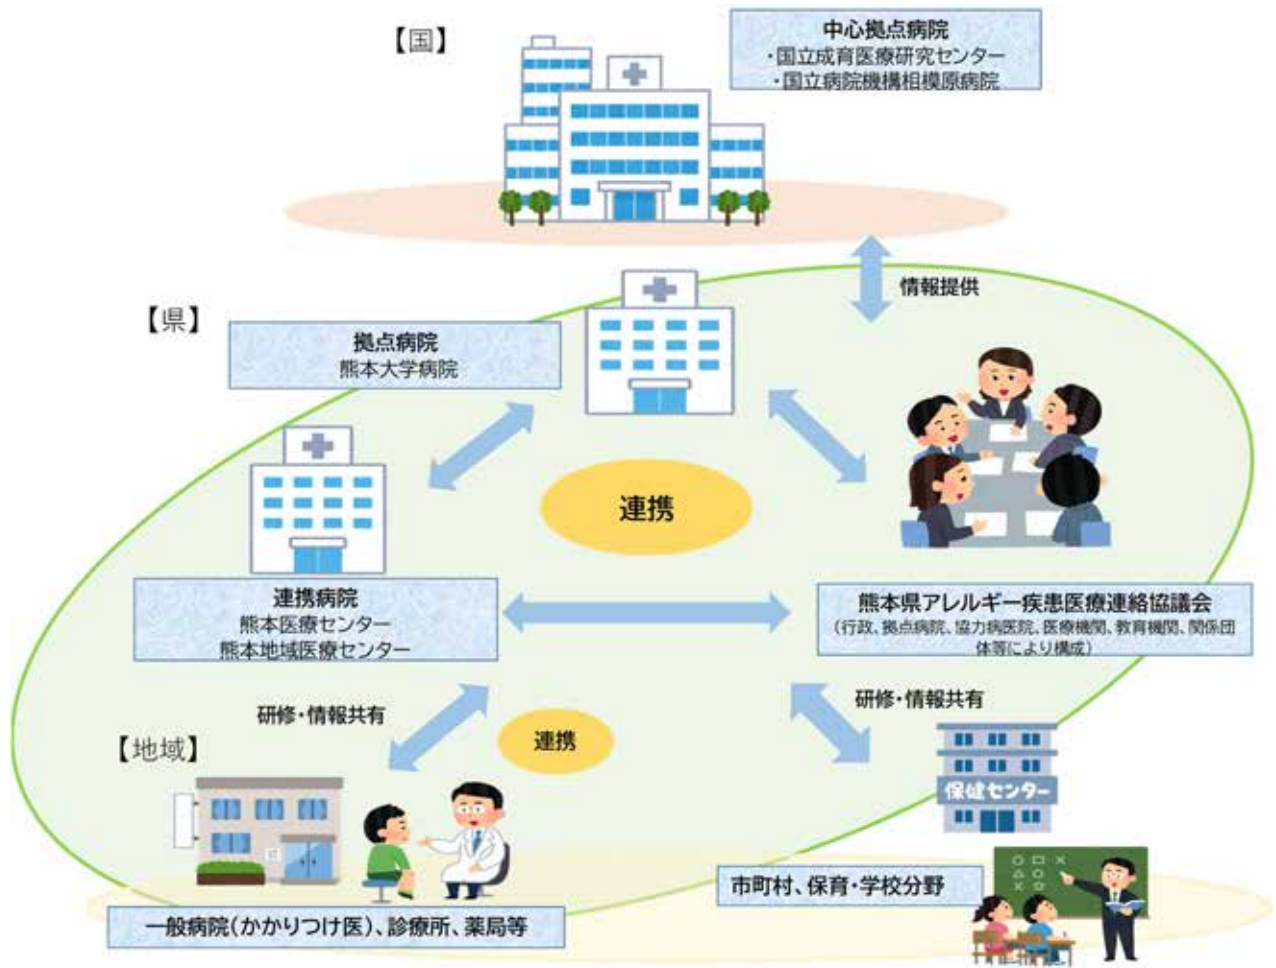 【国】
中心拠点病院
・国立成育医療研究センター
・国立病院機構相模原病院
情報提供
【県】
拠点病院
熊本大学病院
連携
連携病院
熊本医療センター
熊本地域医療センター
熊本県アレルギー疾患医療連絡協議会
(行政、拠点病院、協力病医院、医療機関、教育機関、関係団
体等により構成)
研修・情報共有
研修・情報共有
連携
【地域】
保健センター
市町村、保育・学校分野
一般病院(かかりつけ医)、診療所、薬局等